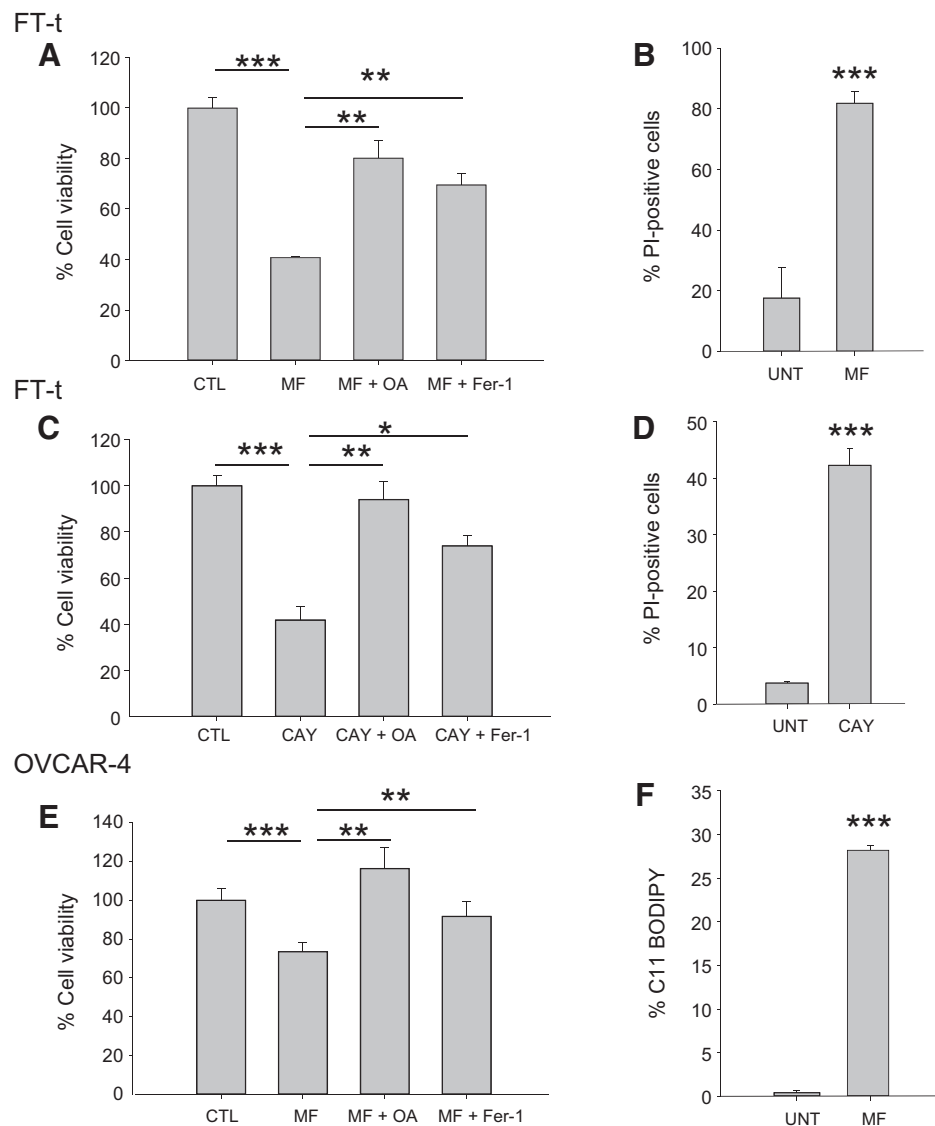 FT-t
A
% Cell viability
120
100
80
60
40
20
0
***
**
**
CTL MF MF + OA MF + Fer-1
B
% PI-positive cells
100
80
60
40
20
0
***
UNT MF
FT-t
C
% Cell viability
120
100
80
60
40
20
0
***
*
**
CTL CAY CAY + OA CAY + Fer-1
D
% PI-positive cells
50
40
30
20
10
0
***
UNT CAY
OVCAR-4
E
% Cell viability
140
120
100
80
60
40
20
0
**
***
**
CTL MF MF + OA MF + Fer-1
F
% C11 BODIPY
35
30
25
20
15
10
5
0
***
UNT MF